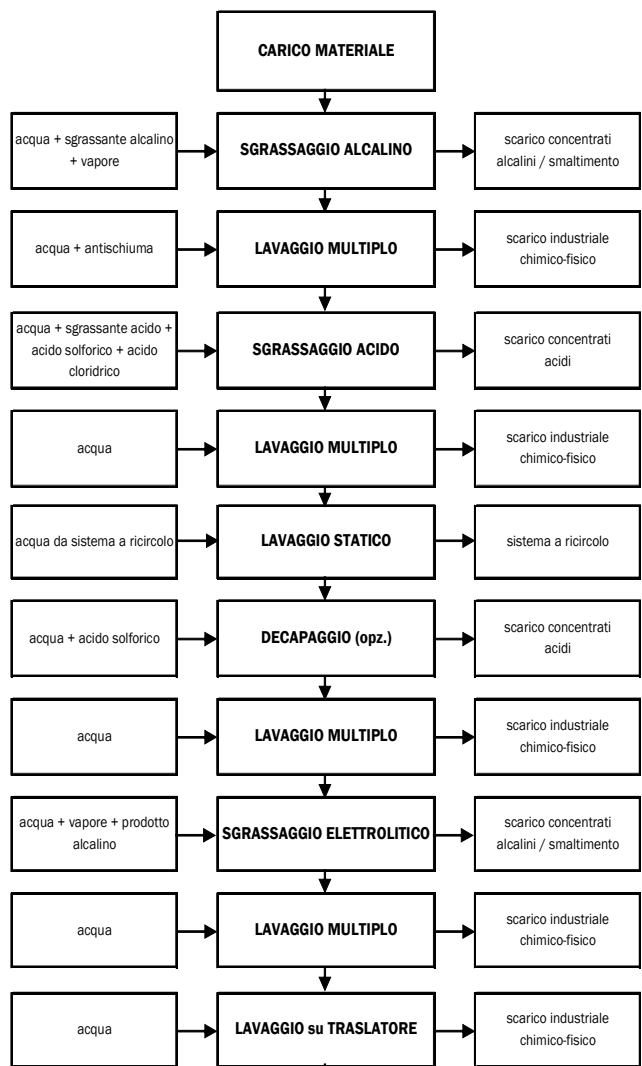 CARICO MATERIALE
acqua + sgrassante alcalino
+ vapore
SGRASSAGGIO ALCALINO
scarico concentrati
alcalini / smaltimento
acqua + antischiuma
LAVAGGIO MULTIPLO
scarico industriale
chimico-fisico
acqua + sgrassante acido +
acido solforico + acido
cloridrico
SGRASSAGGIO ACIDO
scarico concentrati
acidi
acqua
LAVAGGIO MULTIPLO
scarico industriale
chimico-fisico
acqua da sistema a ricircolo
LAVAGGIO STATICO
sistema a ricircolo
acqua + acido solforico
DECAPAGGIO (opz.)
scarico concentrati
acidi
acqua
LAVAGGIO MULTIPLO
scarico industriale
chimico-fisico
acqua + vapore + prodotto
alcalino
SGRASSAGGIO ELETTROLITICO
scarico concentrati
alcalini / smaltimento
acqua
LAVAGGIO MULTIPLO
scarico industriale
chimico-fisico
acqua
LAVAGGIO su TRASLATORE
scarico industriale
chimico-fisico